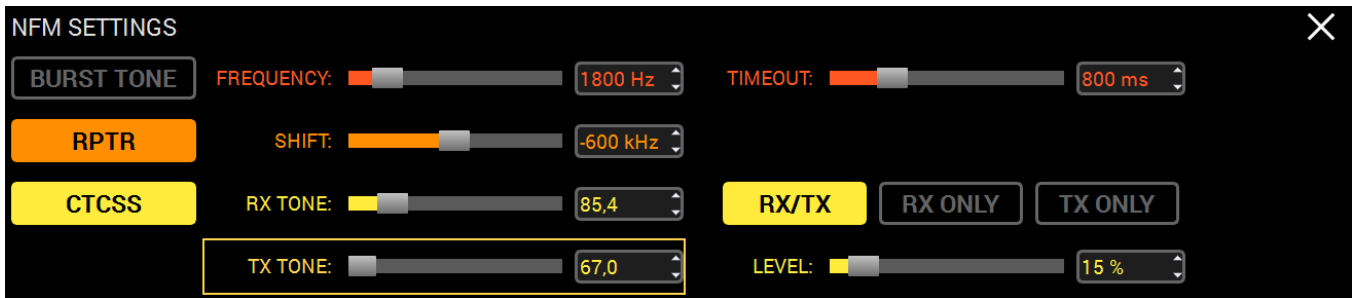 NFM SETTINGS
BURST TONE FREQUENCY: 1800 Hz TIMEOUT: 800 ms
RPTR SHIFT: -600 kHz
CTCSS RX TONE: 85,4 RX/TX RX ONLY TX ONLY
TX TONE: 67,0 LEVEL: 15 %